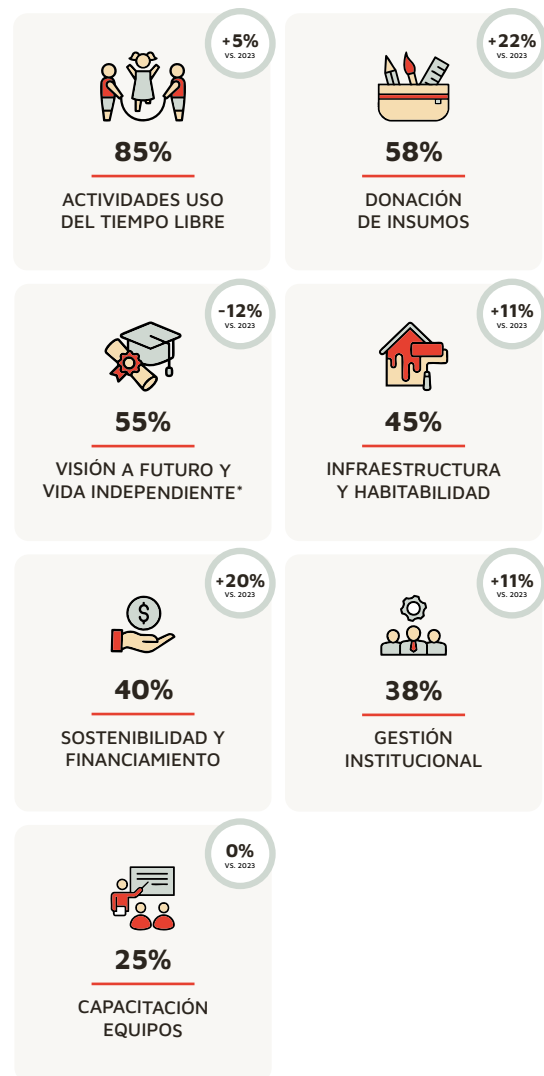 +5%
VS. 2023
85%
ACTIVIDADES USO
DEL TIEMPO LIBRE
+22%
VS. 2023
58%
DONACIÓN
DE INSUMOS
-12%
VS. 2023
55%
VISIÓN A FUTURO Y
VIDA INDEPENDIENTE*
+11%
VS. 2023
45%
INFRAESTRUCTURA
Y HABITABILIDAD
+20%
VS. 2023
$
40%
SOSTENIBILIDAD Y
FINANCIAMIENTO
+11%
VS. 2023
38%
GESTIÓN
INSTITUCIONAL
0%
VS. 2023
25%
CAPACITACIÓN
EQUIPOS